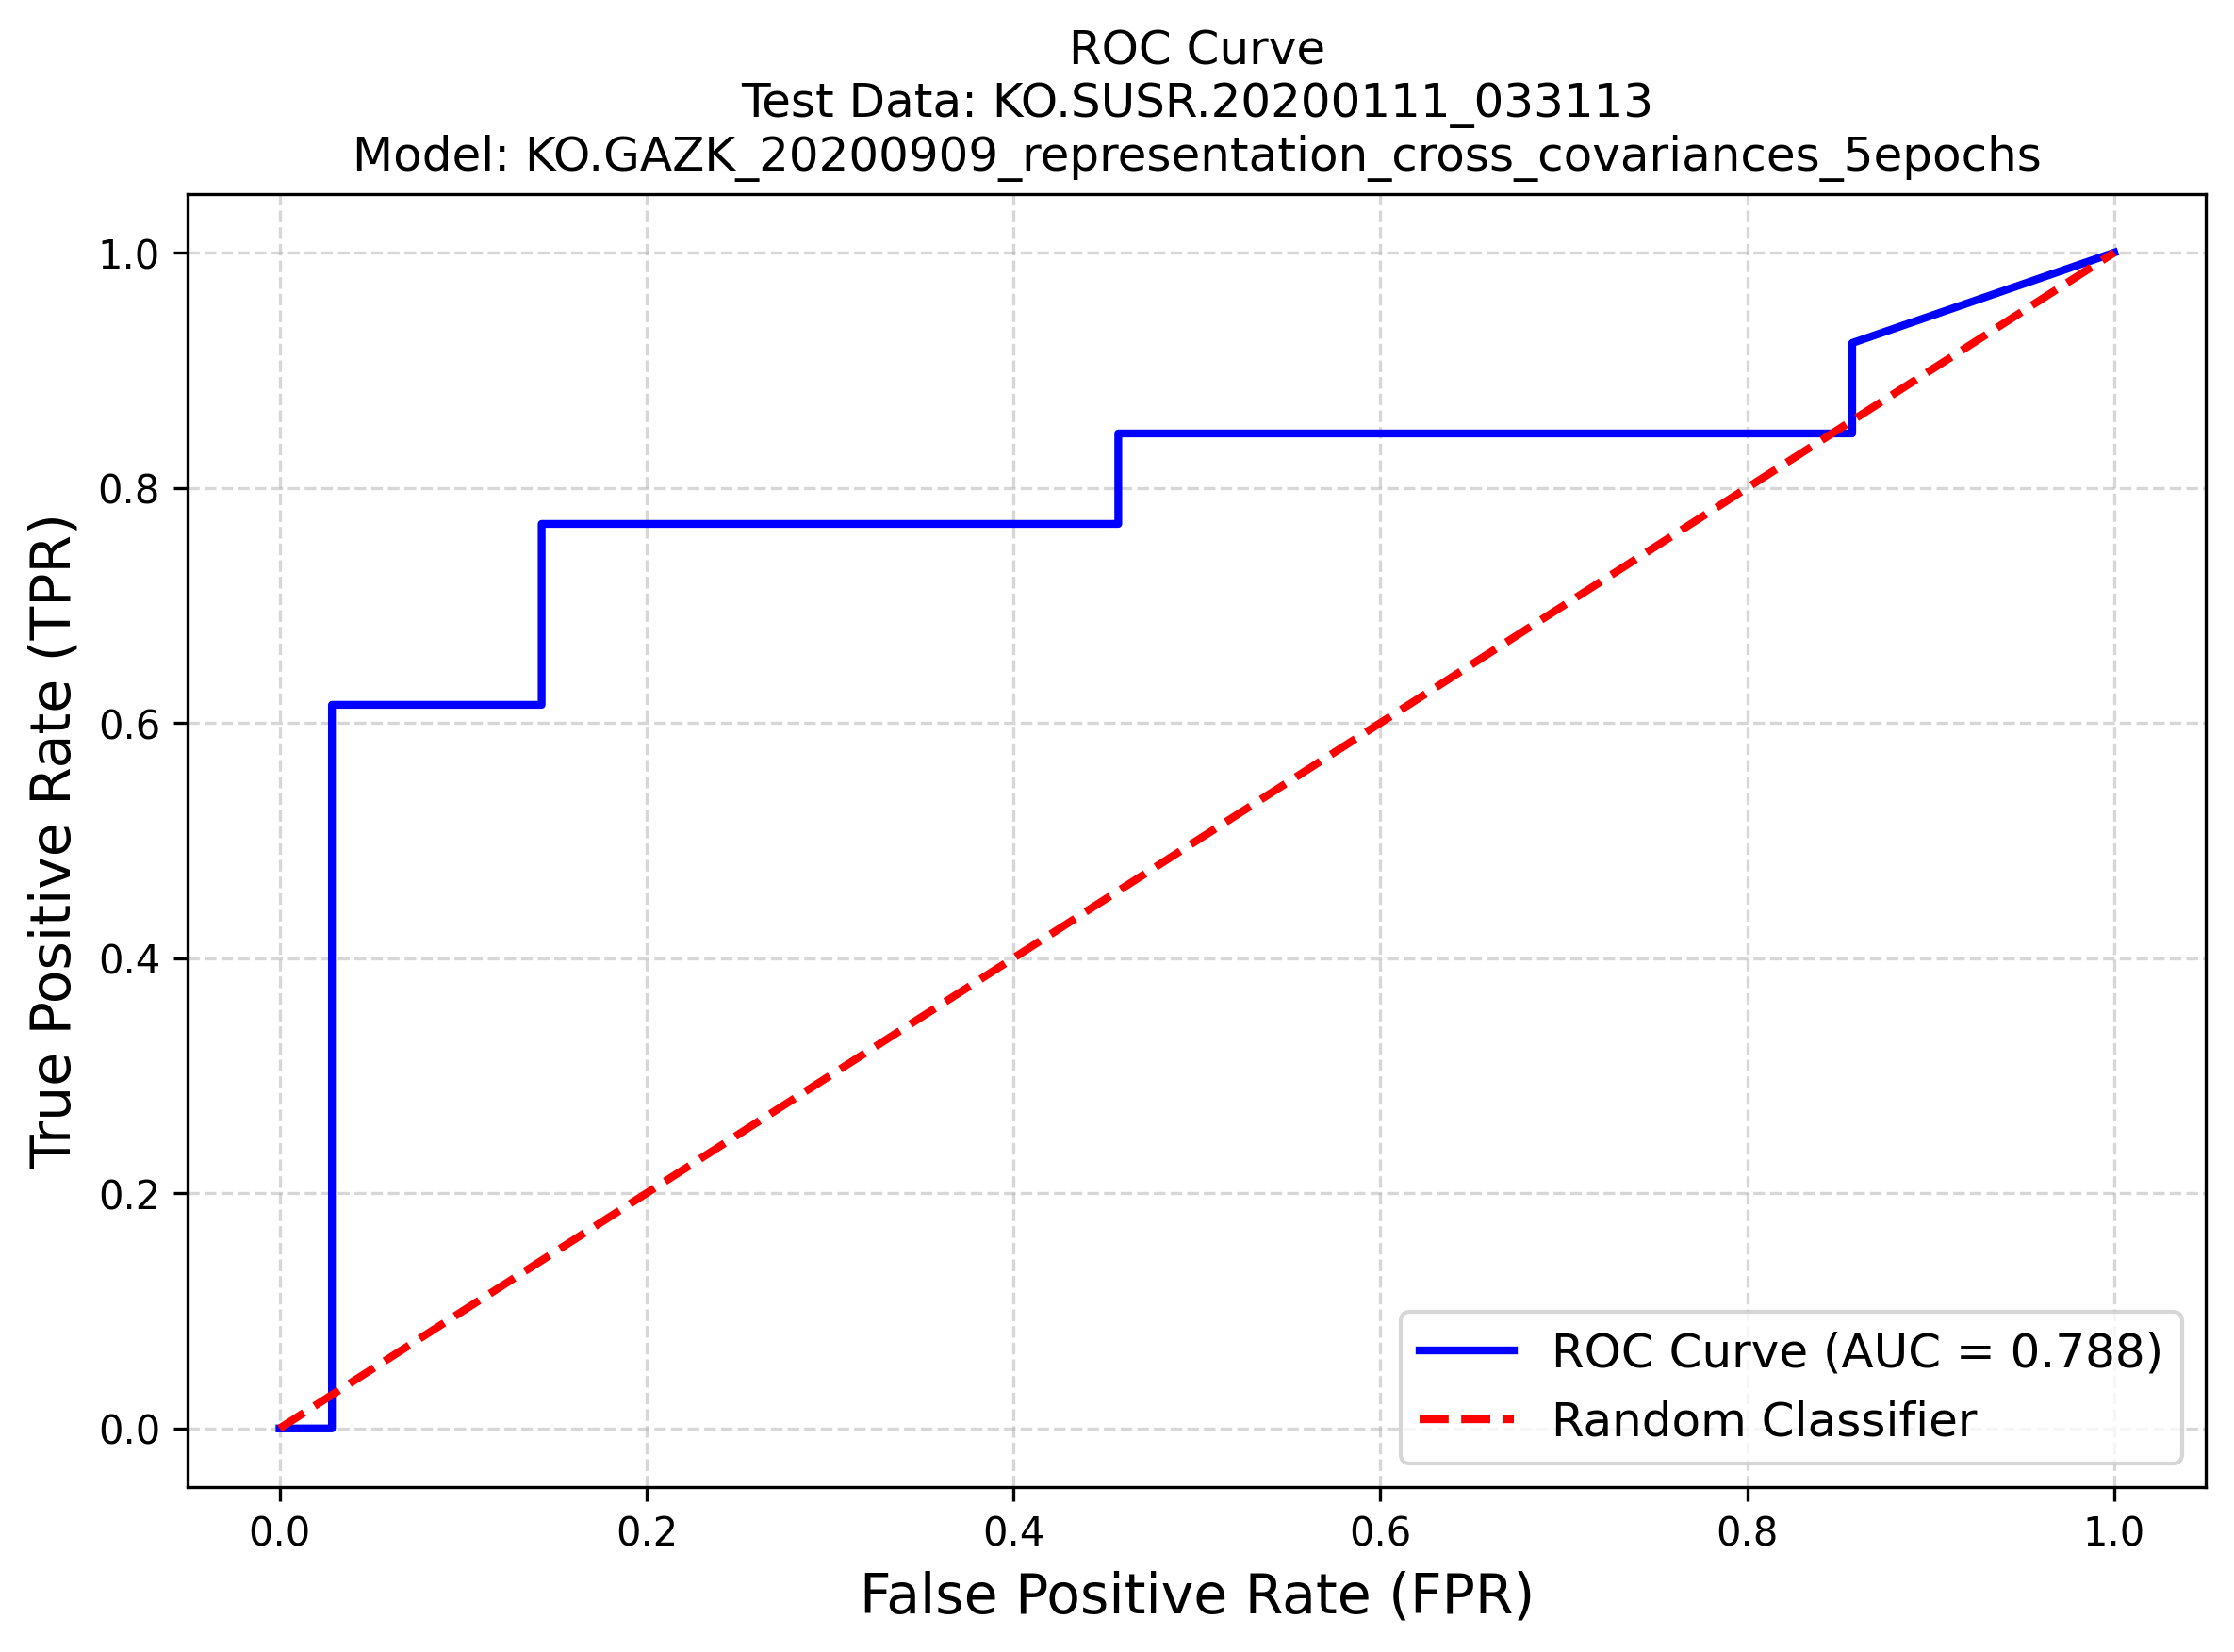 ROC Curve
Test Data: KO.SUSR.20200111_033113
Model: KO.GAZK_20200909_representation_cross_covariances_5epochs
True Positive Rate (TPR)
1.0
0.8
0.6
0.4
0.2
0.0
ROC Curve (AUC = 0.788)
Random Classifier
0.0 0.2 0.4 0.6 0.8 1.0
False Positive Rate (FPR)